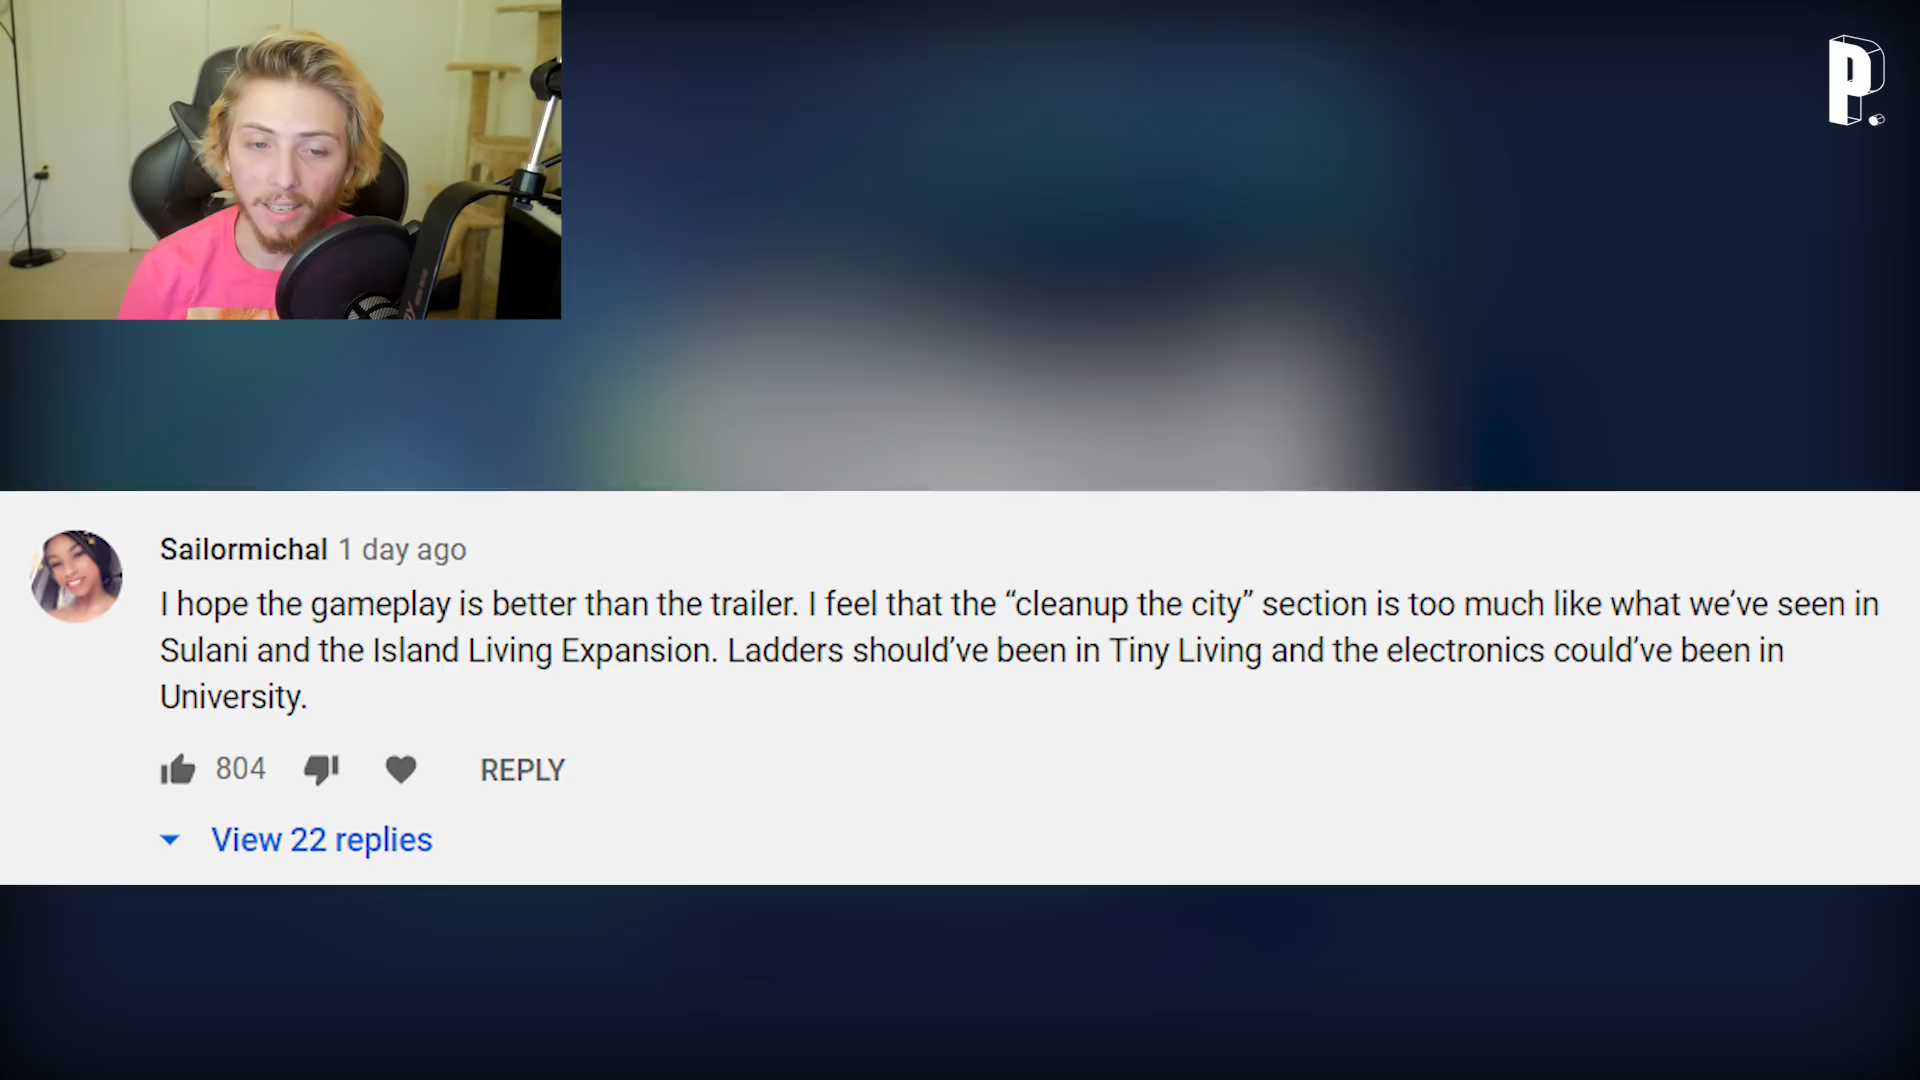 P.
Sailormichal 1 day ago
I hope the gameplay is better than the trailer. I feel that the “cleanup the city” section is too much like what we’ve seen in
Sulani and the Island Living Expansion. Ladders should’ve been in Tiny Living and the electronics could’ve been in
University.
804 REPLY
View 22 replies